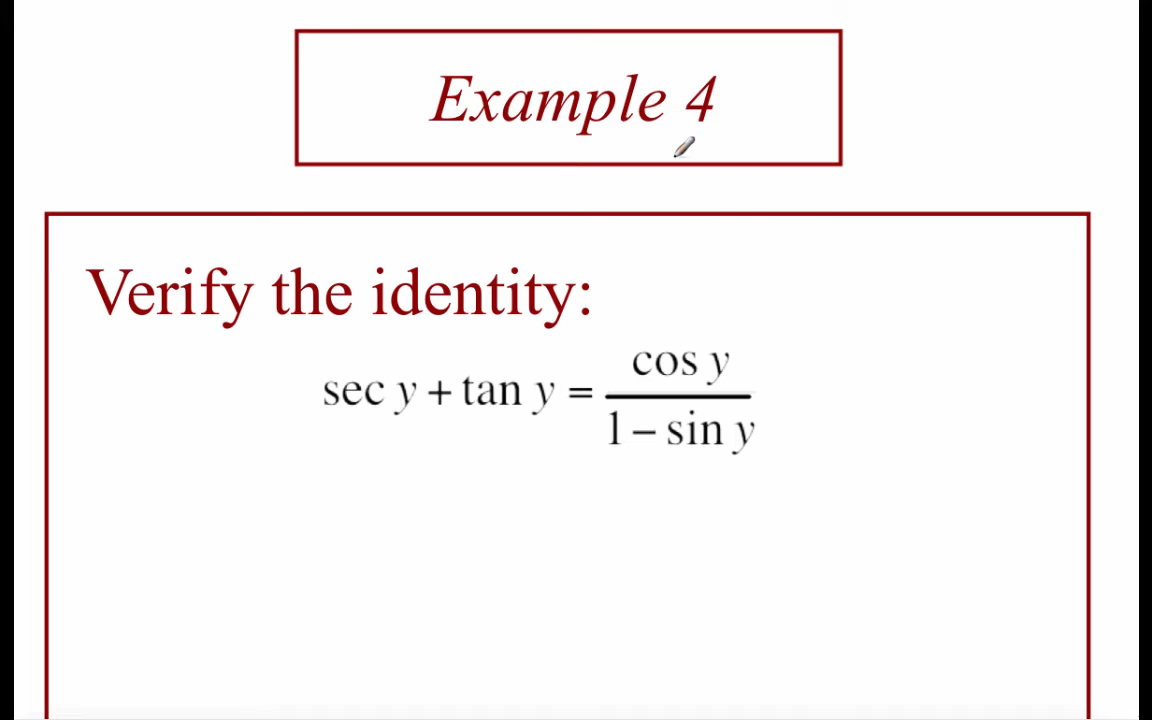 Example 4
Verify the identity:
sec y + tan y = cos y / 1 − sin y